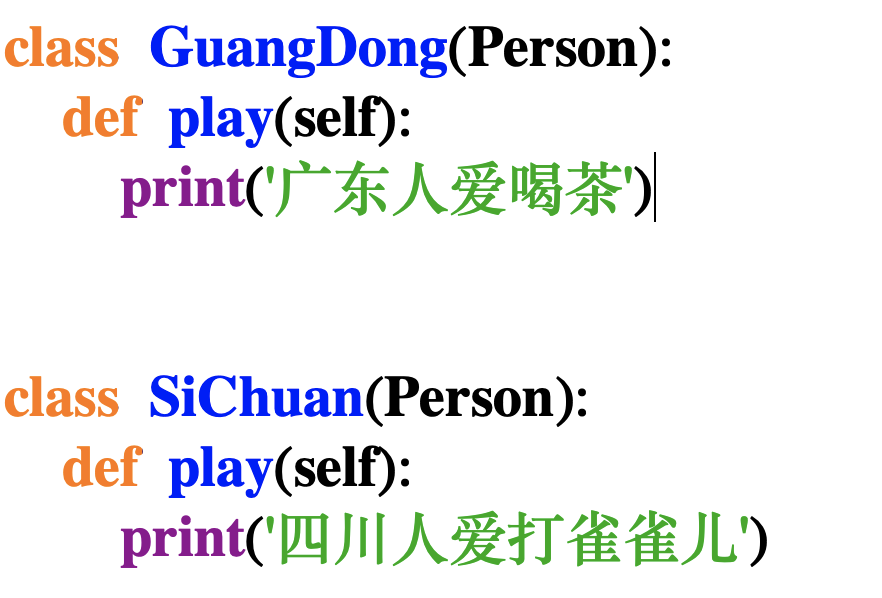 class GuangDong(Person):
def play(self):
print('广东人爱喝茶')
class SiChuan(Person):
def play(self):
print('四川人爱打雀雀儿')